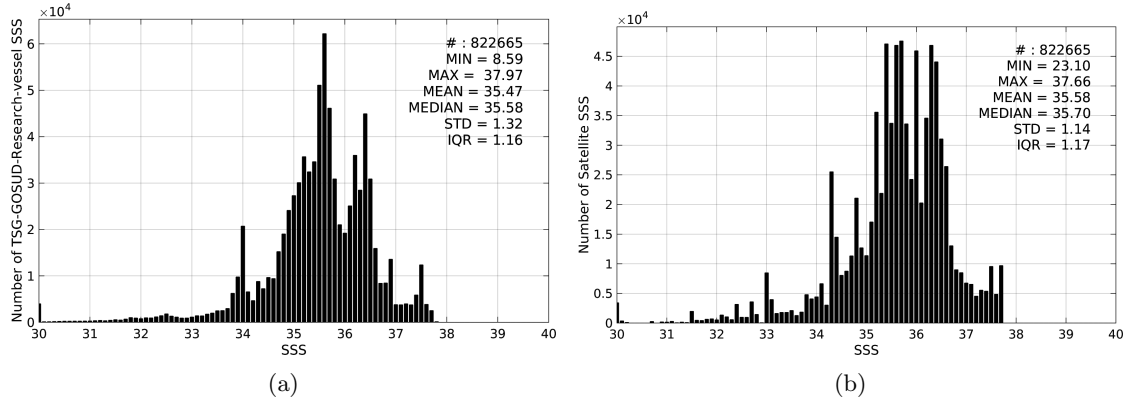 ×10⁴
Number of TSG-GOSUD-Research-vessel SSS
6
5
4
3
2
1
0
# : 822665
MIN = 8.59
MAX = 37.97
MEAN = 35.47
MEDIAN = 35.58
STD = 1.32
IQR = 1.16
30 31 32 33 34 35 36 37 38 39 40
SSS
(a)
×10⁴
Number of Satellite SSS
4.5
4
3.5
3
2.5
2
1.5
1
0.5
0
# : 822665
MIN = 23.10
MAX = 37.66
MEAN = 35.58
MEDIAN = 35.70
STD = 1.14
IQR = 1.17
30 31 32 33 34 35 36 37 38 39 40
SSS
(b)